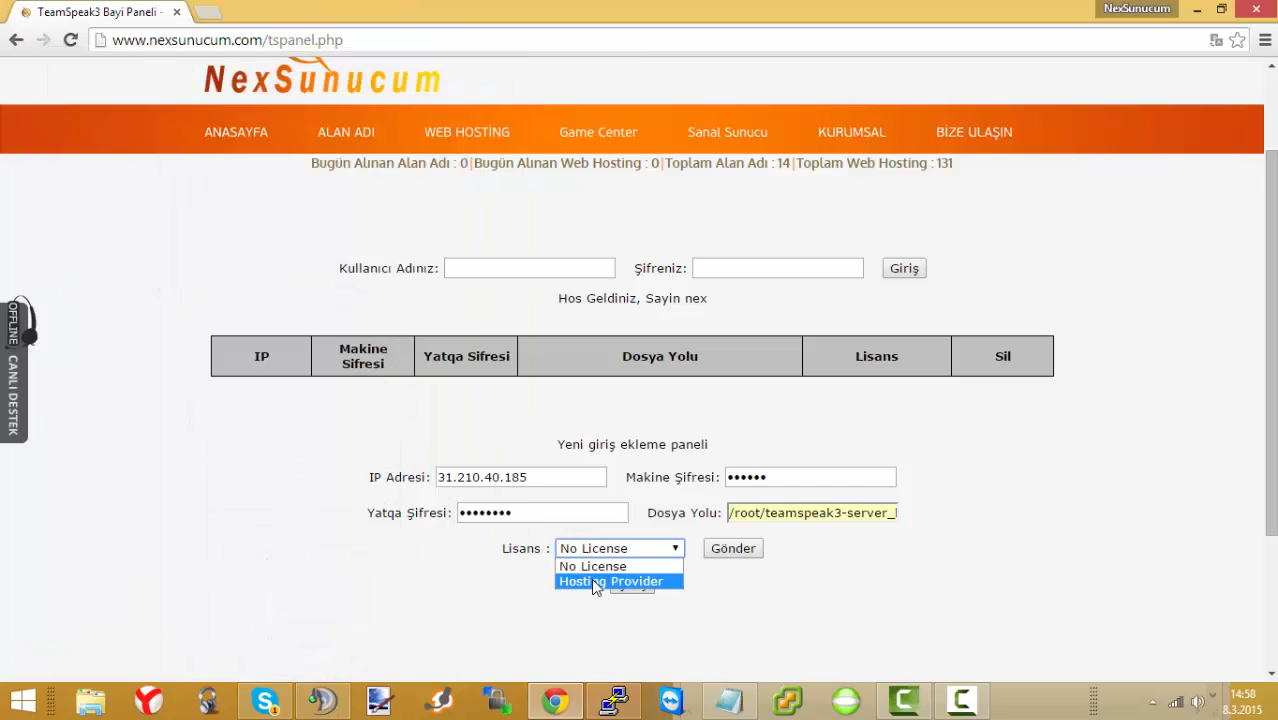 TeamSpeak3 Bayi Paneli -
NexSunucum
www.nexsunucum.com/tspanel.php
NexSunucum
ANASAYFA ALAN ADI WEB HOSTİNG Game Center Sanal Sunucu KURUMSAL BİZE ULAŞIN
Bugün Alınan Alan Adı : 0|Bugün Alınan Web Hosting : 0|Toplam Alan Adı : 14|Toplam Web Hosting : 131
Kullanıcı Adınız: Şifreniz: Giriş
Hos Geldiniz, Sayin nex
OFFLINE CANLI DESTEK
IP Makine Sifresi Yatqa Sifresi Dosya Yolu Lisans Sil
Yeni giriş ekleme paneli
IP Adresi: 31.210.40.185 Makine Şifresi: ••••••
Yatqa Şifresi: •••••••• Dosya Yolu: /root/teamspeak3-server_
Lisans : No License Gönder
No License
Hosting Provider
14:58
8.3.2015